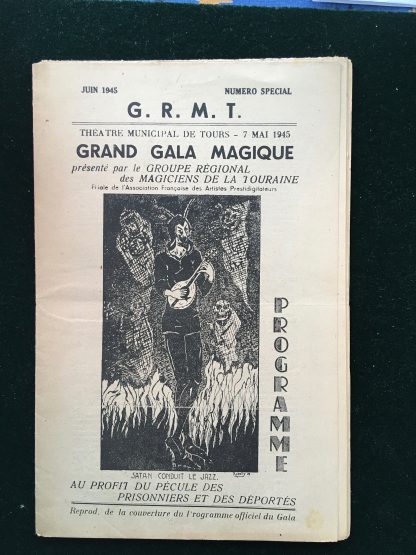 JUIN 1945 NUMERO SPECIAL
G. R. M. T.
THEATRE MUNICIPAL DE TOURS - 7 MAI 1945
GRAND GALA MAGIQUE
présenté par le GROUPE RÉGIONAL
des MAGICIENS DE LA TOURAINE
Filiale de l'Association Française des Artistes Prestidigitateurs
PROGRAMME
SATAN CONDUIT LE JAZZ.
AU PROFIT DU PÉCULE DES
PRISONNIERS ET DES DÉPORTÉS
Reprod. de la couverture du Programme officiel du Gala